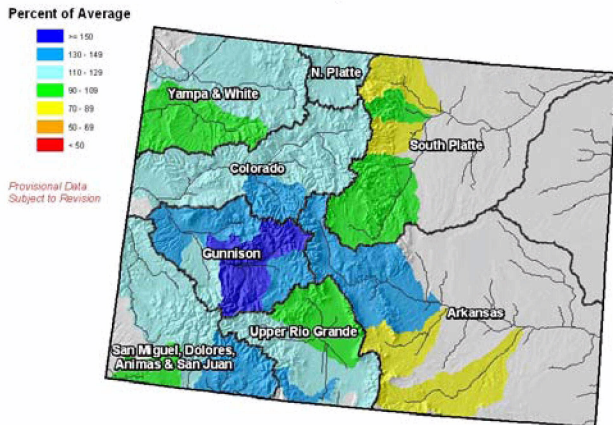 Percent of Average
>= 150
130 - 149
110 - 129
90 - 109
70 - 89
50 - 69
< 50
Provisional Data
Subject to Revision
N. Platte
Yampa & White
South Platte
Colorado
Gunnison
Arkansas
Upper Rio Grande
San Miguel, Dolores,
Animas & San Juan